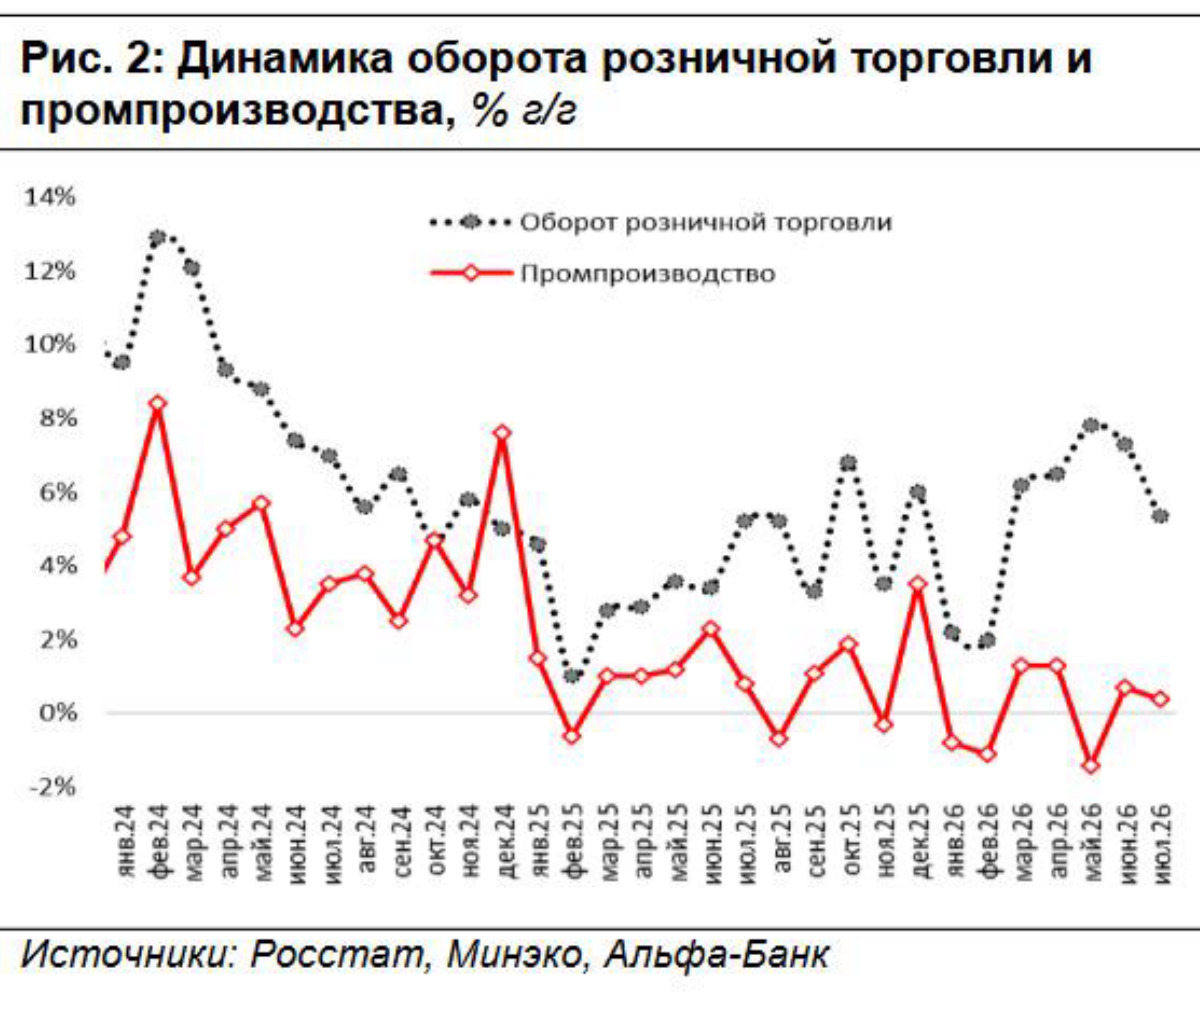 Рис. 2: Динамика оборота розничной торговли и
промпроизводства, % г/г
14%
12%
10%
8%
6%
4%
2%
0%
-2%
Оборот розничной торговли
Промпроизводство
янв.24
фев.24
мар.24
апр.24
май.24
июн.24
июл.24
авг.24
сен.24
окт.24
ноя.24
дек.24
янв.25
фев.25
мар.25
апр.25
май.25
июн.25
июл.25
авг.25
сен.25
окт.25
ноя.25
дек.25
янв.26
фев.26
мар.26
апр.26
май.26
июн.26
июл.26
Источники: Росстат, Минэко, Альфа-Банк